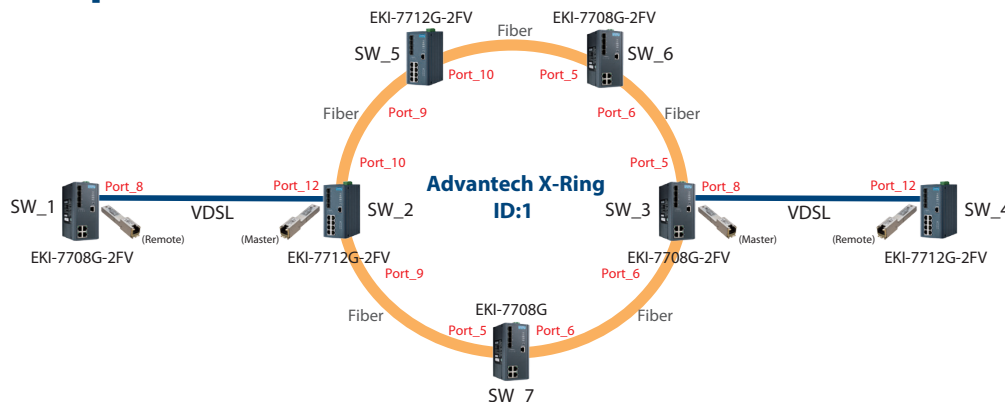 EKI-7712G-2FV
Fiber
EKI-7708G-2FV
SW_5
SW_6
Port_10
Port_5
Port_9
Port_6
Fiber
Fiber
Port_10
Port_5
Advantech X-Ring
ID:1
Port_8
Port_12
Port_8
Port_12
SW_1
VDSL
SW_2
SW_3
VDSL
SW_4
(Remote)
(Master)
(Master)
(Remote)
EKI-7708G-2FV
EKI-7712G-2FV
EKI-7708G-2FV
EKI-7712G-2FV
Port_9
Port_6
EKI-7708G
Fiber
Fiber
Port_5
Port_6
SW_7